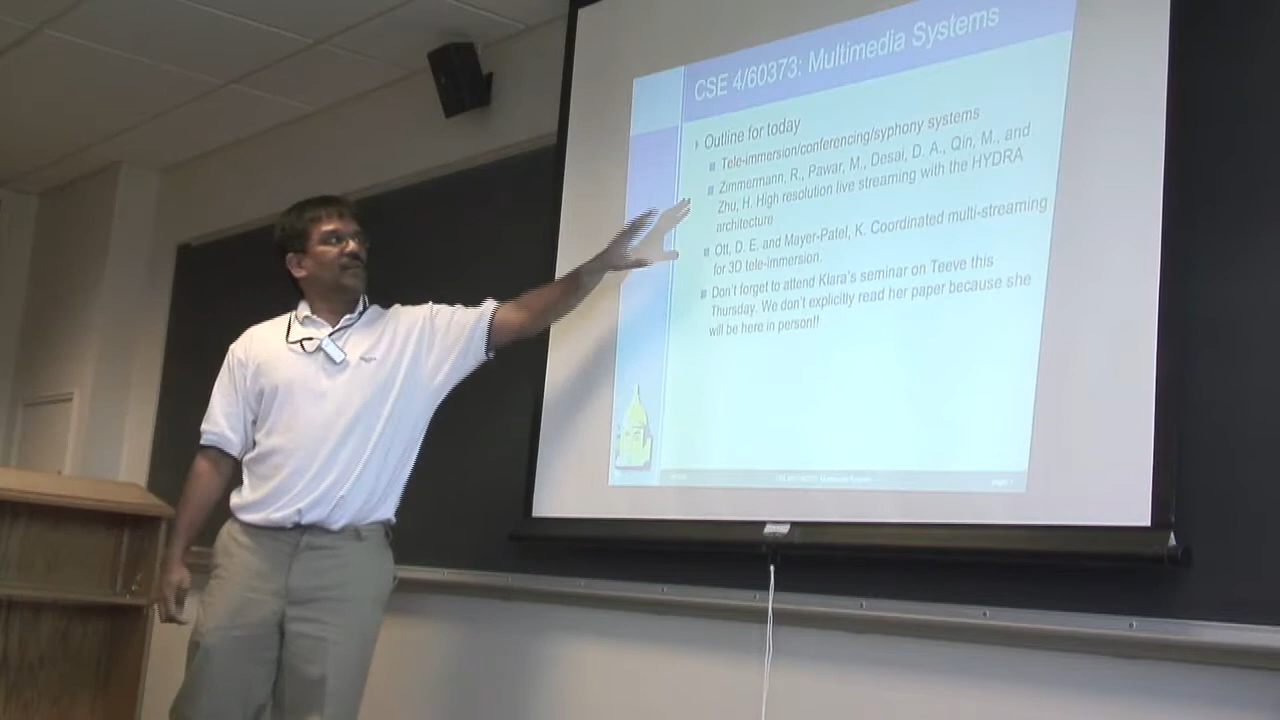 CSE 4/60373: Multimedia Systems
Outline for today
Tele-immersion/conferencing/syphony systems
Zimmermann, R., Pawar, M., Desai, D. A., Qin, M., and
Zhu, H. High resolution live streaming with the HYDRA
architecture
Ott, D. E. and Mayer-Patel, K. Coordinated multi-streaming
for 3D tele-immersion.
Don't forget to attend Klara's seminar on Teeve this
Thursday. We don't explicitly read her paper because she
will be here in person!!